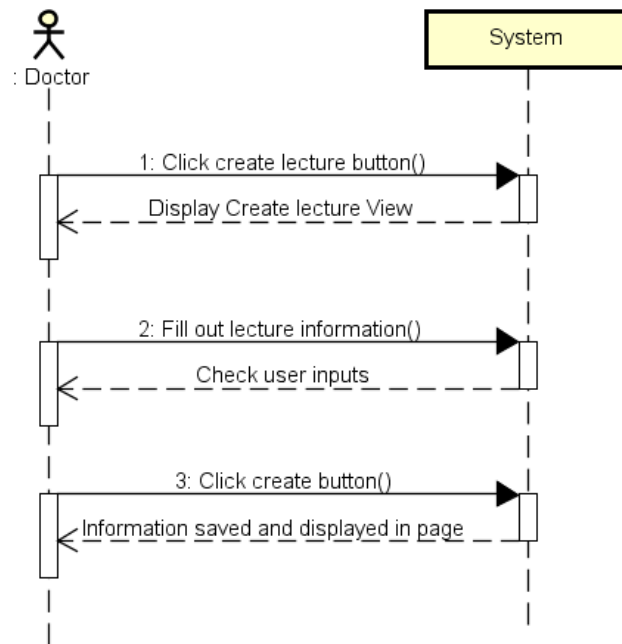 System
: Doctor
1: Click create lecture button()
Display Create lecture View
2: Fill out lecture information()
Check user inputs
3: Click create button()
Information saved and displayed in page